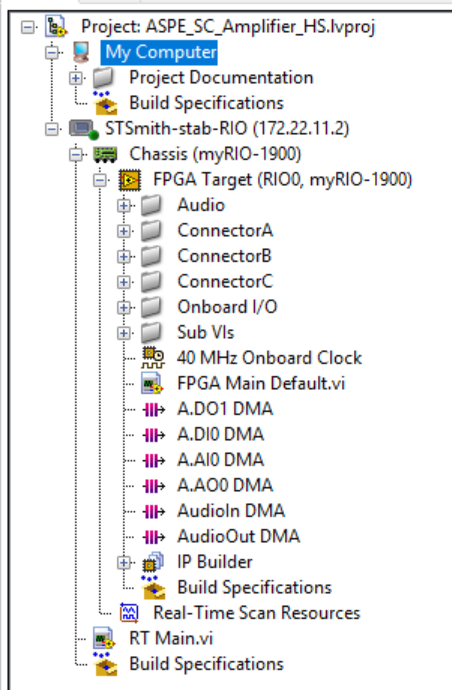 Project: ASPE_SC_Amplifier_HS.lvproj
My Computer
Project Documentation
Build Specifications
STSmith-stab-RIO (172.22.11.2)
Chassis (myRIO-1900)
FPGA Target (RIO0, myRIO-1900)
Audio
ConnectorA
ConnectorB
ConnectorC
Onboard I/O
Sub VIs
40 MHz Onboard Clock
FPGA Main Default.vi
A.DO1 DMA
A.DI0 DMA
A.AI0 DMA
A.AO0 DMA
AudioIn DMA
AudioOut DMA
IP Builder
Build Specifications
Real-Time Scan Resources
RT Main.vi
Build Specifications